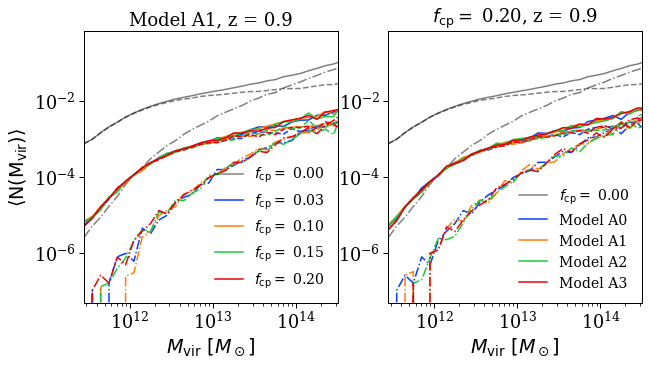 Model A1, z = 0.9
⟨N(M_vir)⟩
10^−2
10^−4
10^−6
f_cp = 0.00
f_cp = 0.03
f_cp = 0.10
f_cp = 0.15
f_cp = 0.20
10^12
10^13
10^14
M_vir [M_⊙]
f_cp = 0.20, z = 0.9
10^−2
10^−4
10^−6
f_cp = 0.00
Model A0
Model A1
Model A2
Model A3
10^12
10^13
10^14
M_vir [M_⊙]